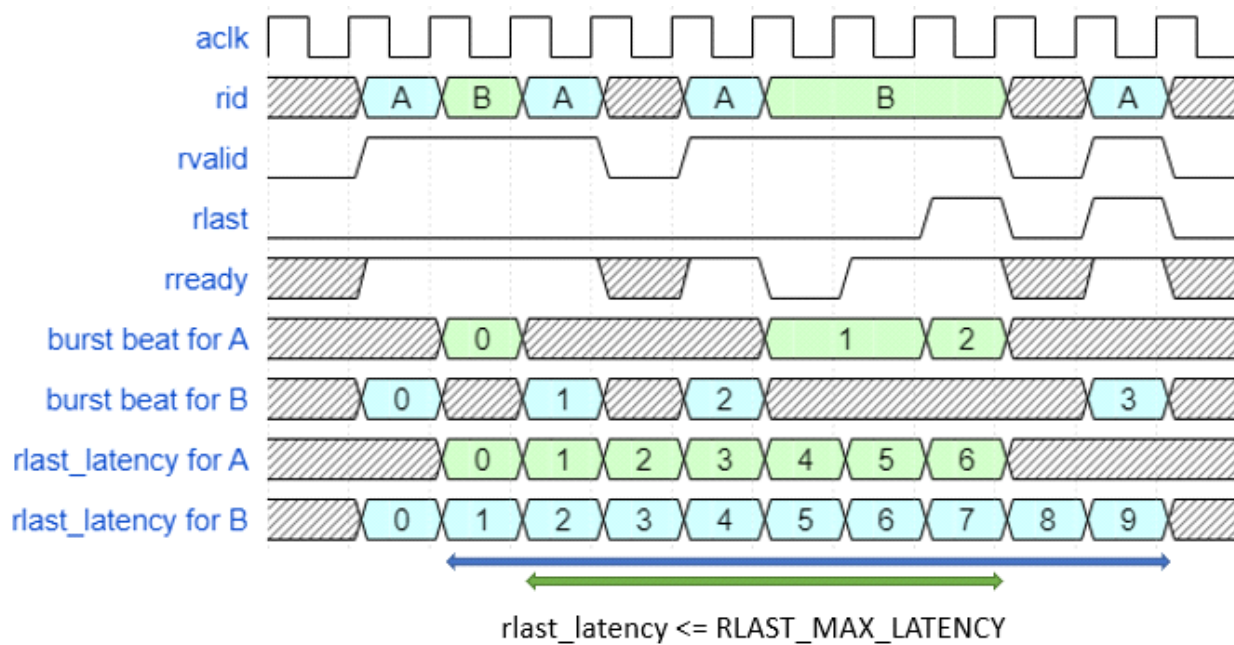 aclk
rid A B A A B A
rvalid
rlast
rready
burst beat for A 0 1 2
burst beat for B 0 1 2 3
rlast_latency for A 0 1 2 3 4 5 6
rlast_latency for B 0 1 2 3 4 5 6 7 8 9
rlast_latency <= RLAST_MAX_LATENCY